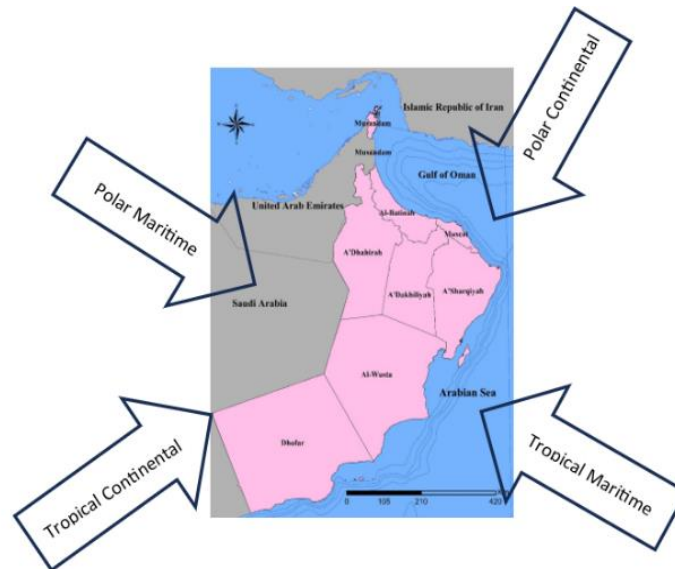 Islamic Republic of Iran
Musandam
Musandam
Gulf of Oman
Polar Continental
Polar Maritime
United Arab Emirates
Al-Batinah
Muscat
A'Dhahirah
A'Dakhiliyah
A'Sharqiyah
Saudi Arabia
Al-Wusta
Arabian Sea
Dhofar
Tropical Continental
Tropical Maritime
0 105 210 420